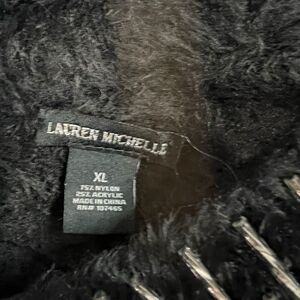 LAUREN MICHELLE
XL
75% NYLON
25% ACRYLIC
MADE IN CHINA
RN# 107465